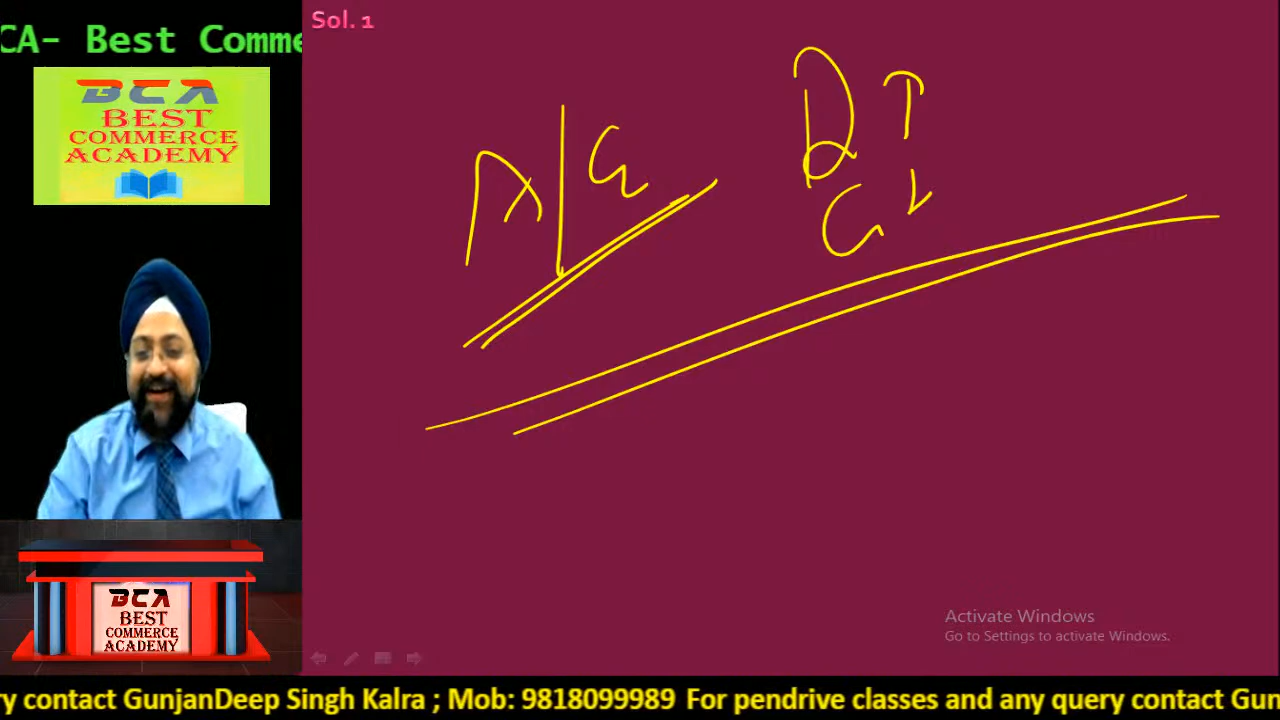 CA- Best Comme
Sol. 1
BCA
BEST
COMMERCE
ACADEMY
A/E
D ↑
C ↓
BCA
BEST
COMMERCE
ACADEMY
Activate Windows
Go to Settings to activate Windows.
ry contact GunjanDeep Singh Kalra ; Mob: 9818099989 For pendrive classes and any query contact Gun